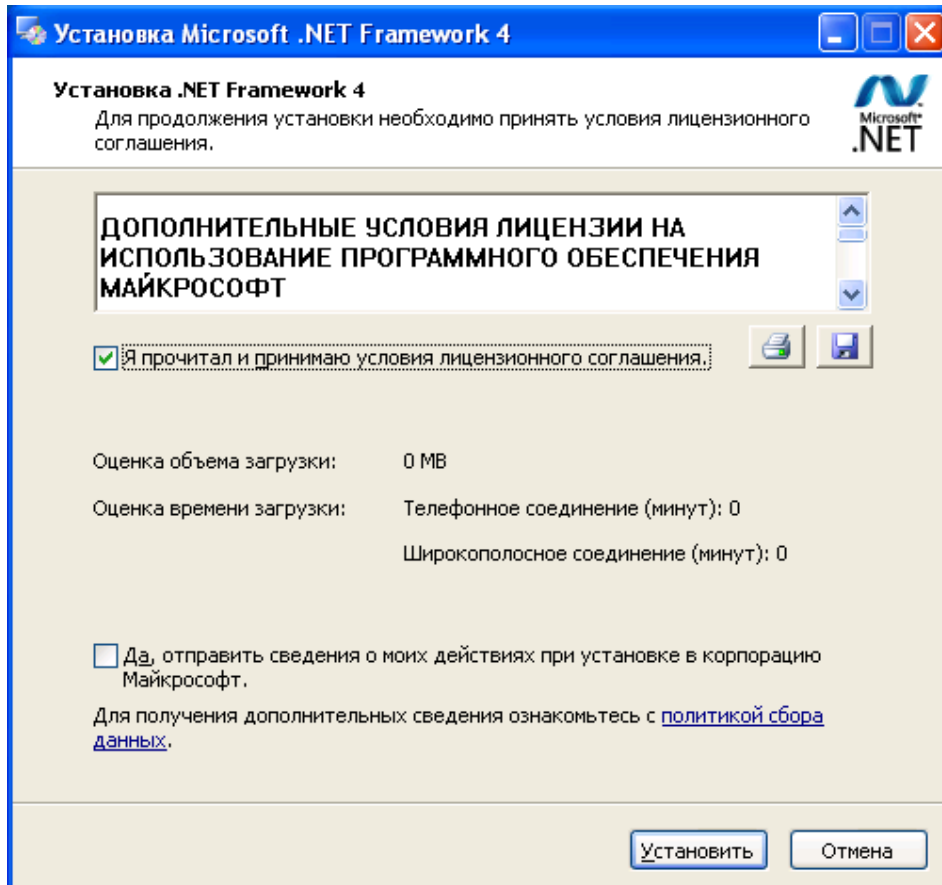 Установка Microsoft .NET Framework 4
Установка .NET Framework 4
Для продолжения установки необходимо принять условия лицензионного
соглашения.
Microsoft
.NET
ДОПОЛНИТЕЛЬНЫЕ УСЛОВИЯ ЛИЦЕНЗИИ НА
ИСПОЛЬЗОВАНИЕ ПРОГРАММНОГО ОБЕСПЕЧЕНИЯ
МАЙКРОСОФТ
Я прочитал и принимаю условия лицензионного соглашения.
Оценка объема загрузки: 0 MB
Оценка времени загрузки: Телефонное соединение (минут): 0
Широкополосное соединение (минут): 0
Да, отправить сведения о моих действиях при установке в корпорацию
Майкрософт.
Для получения дополнительных сведения ознакомьтесь с политикой сбора
данных.
Установить Отмена